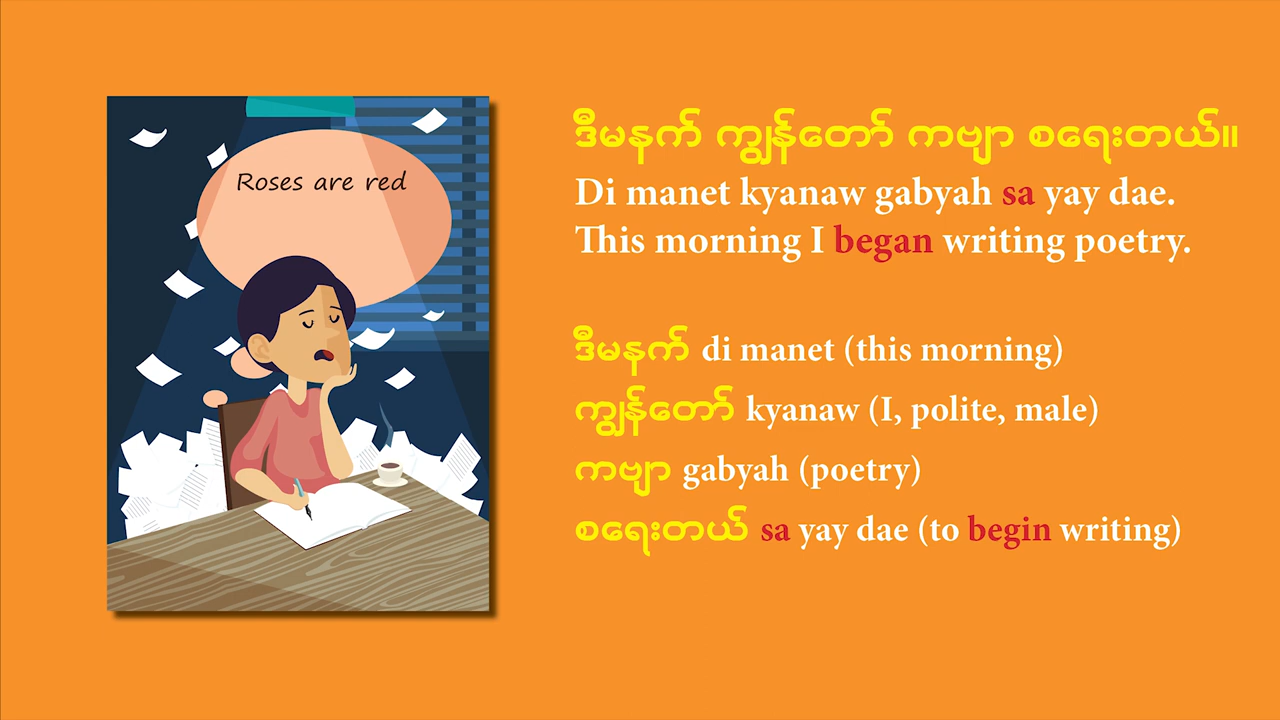 Roses are red
ဒီမနက် ကျွန်တော် ကဗျာ စရေးတယ်။
Di manet kyanaw gabyah sa yay dae.
This morning I began writing poetry.
ဒီမနက် di manet (this morning)
ကျွန်တော် kyanaw (I, polite, male)
ကဗျာ gabyah (poetry)
စရေးတယ် sa yay dae (to begin writing)